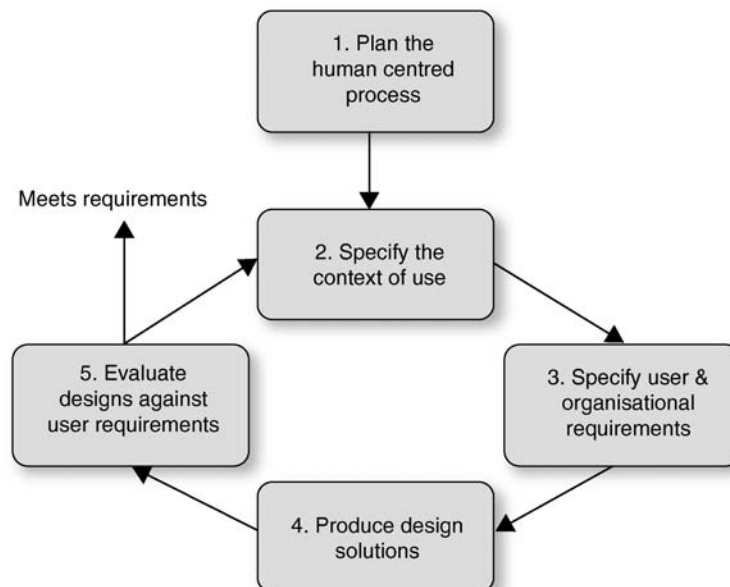 1. Plan the
human centred
process
Meets requirements
2. Specify the
context of use
5. Evaluate
designs against
user requirements
3. Specify user &
organisational
requirements
4. Produce design
solutions